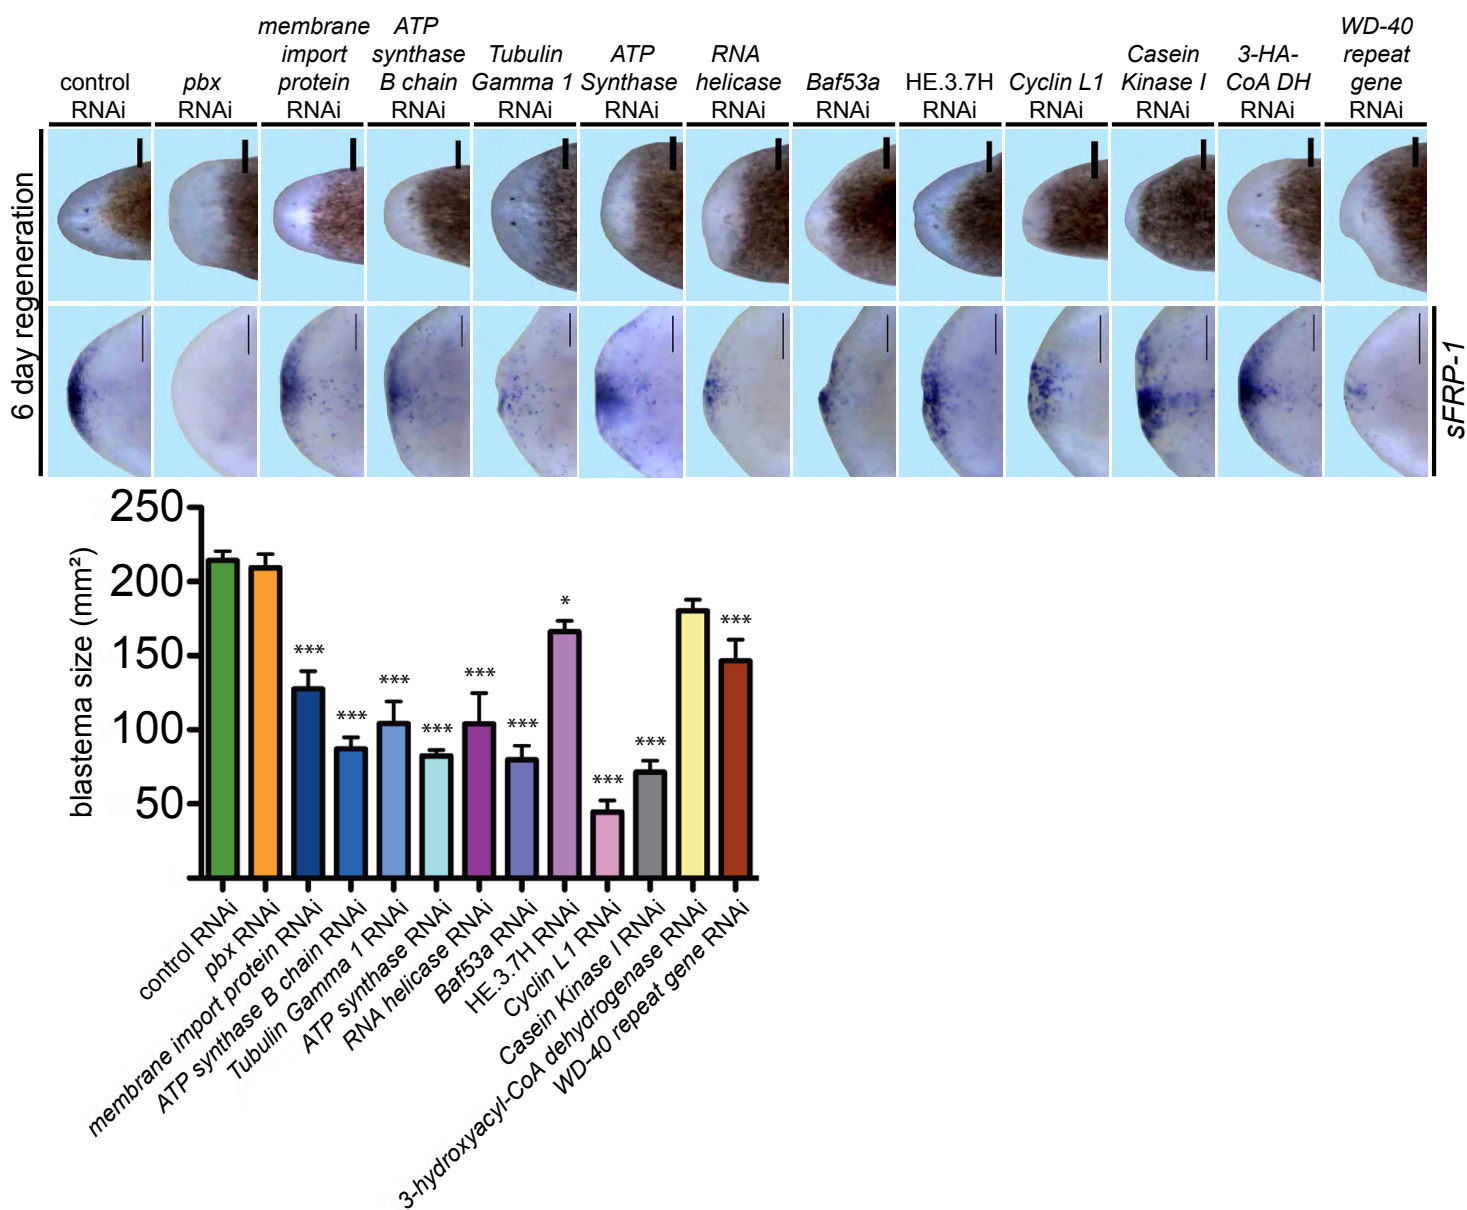 control RNAi
pbx RNAi
membrane import protein RNAi
ATP synthase B chain RNAi
Tubulin Gamma 1 RNAi
ATP Synthase RNAi
RNA helicase RNAi
Baf53a RNAi
HE.3.7H RNAi
Cyclin L1 RNAi
Casein Kinase I RNAi
3-HA-CoA DH RNAi
WD-40 repeat gene RNAi
6 day regeneration
sFRP-1
250
200
150
100
50
blastema size (mm²)
***
***
***
***
***
***
*
***
***
***
control RNAi
pbx RNAi
membrane import protein RNAi
ATP synthase B chain RNAi
Tubulin Gamma 1 RNAi
ATP synthase RNAi
RNA helicase RNAi
Baf53a RNAi
HE.3.7H RNAi
Cyclin L1 RNAi
Casein Kinase I RNAi
3-hydroxyacyl-CoA dehydrogenase RNAi
WD-40 repeat gene RNAi